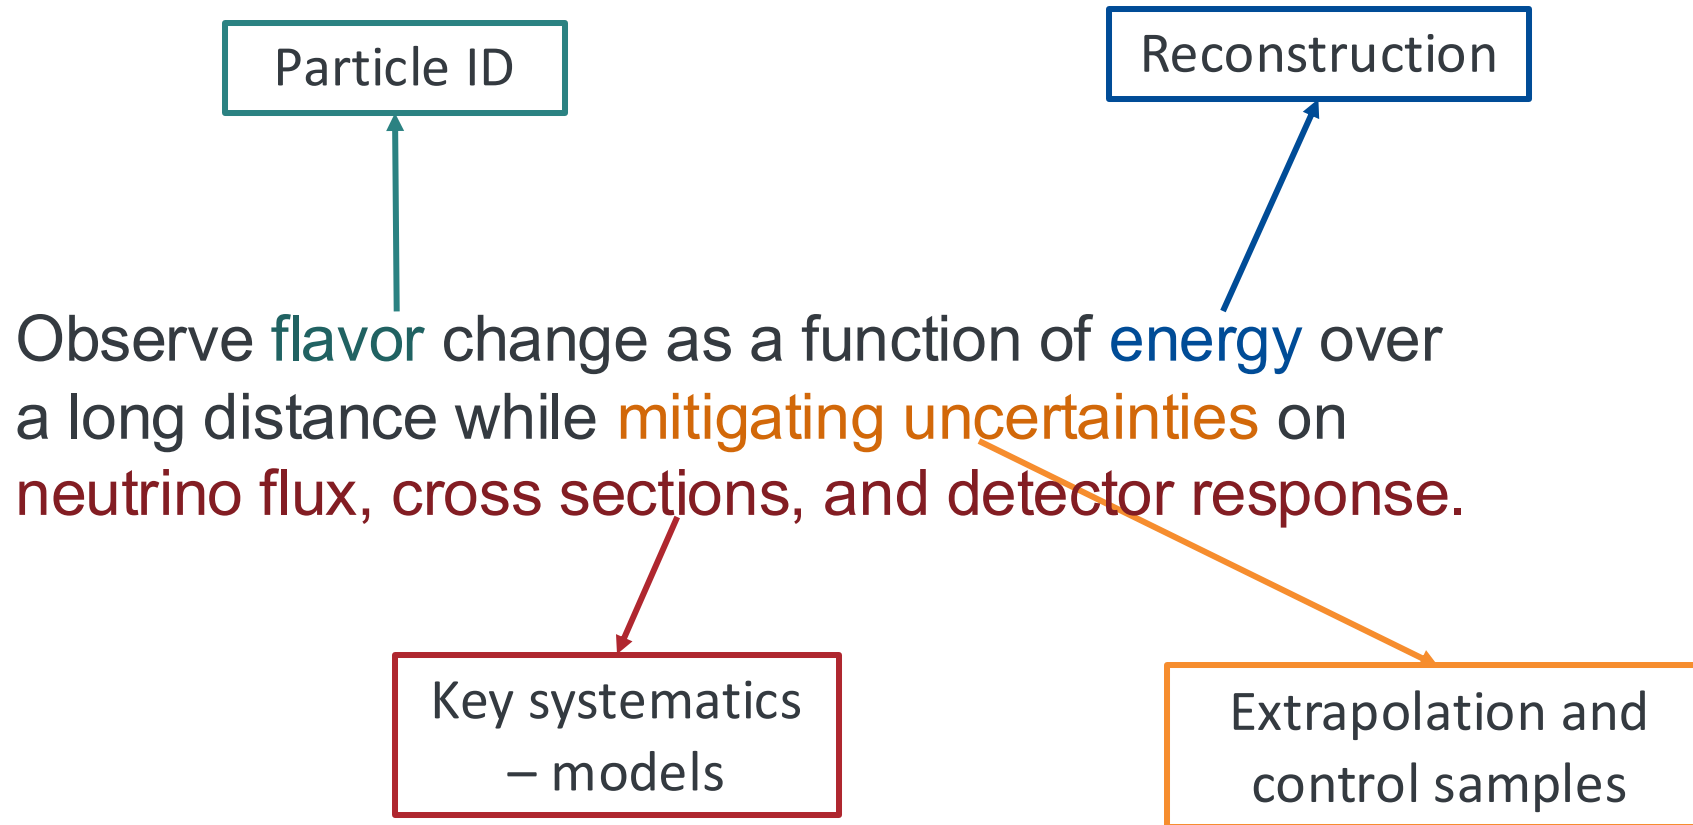 Particle ID
Reconstruction
Observe flavor change as a function of energy over
a long distance while mitigating uncertainties on
neutrino flux, cross sections, and detector response.
Key systematics
– models
Extrapolation and
control samples